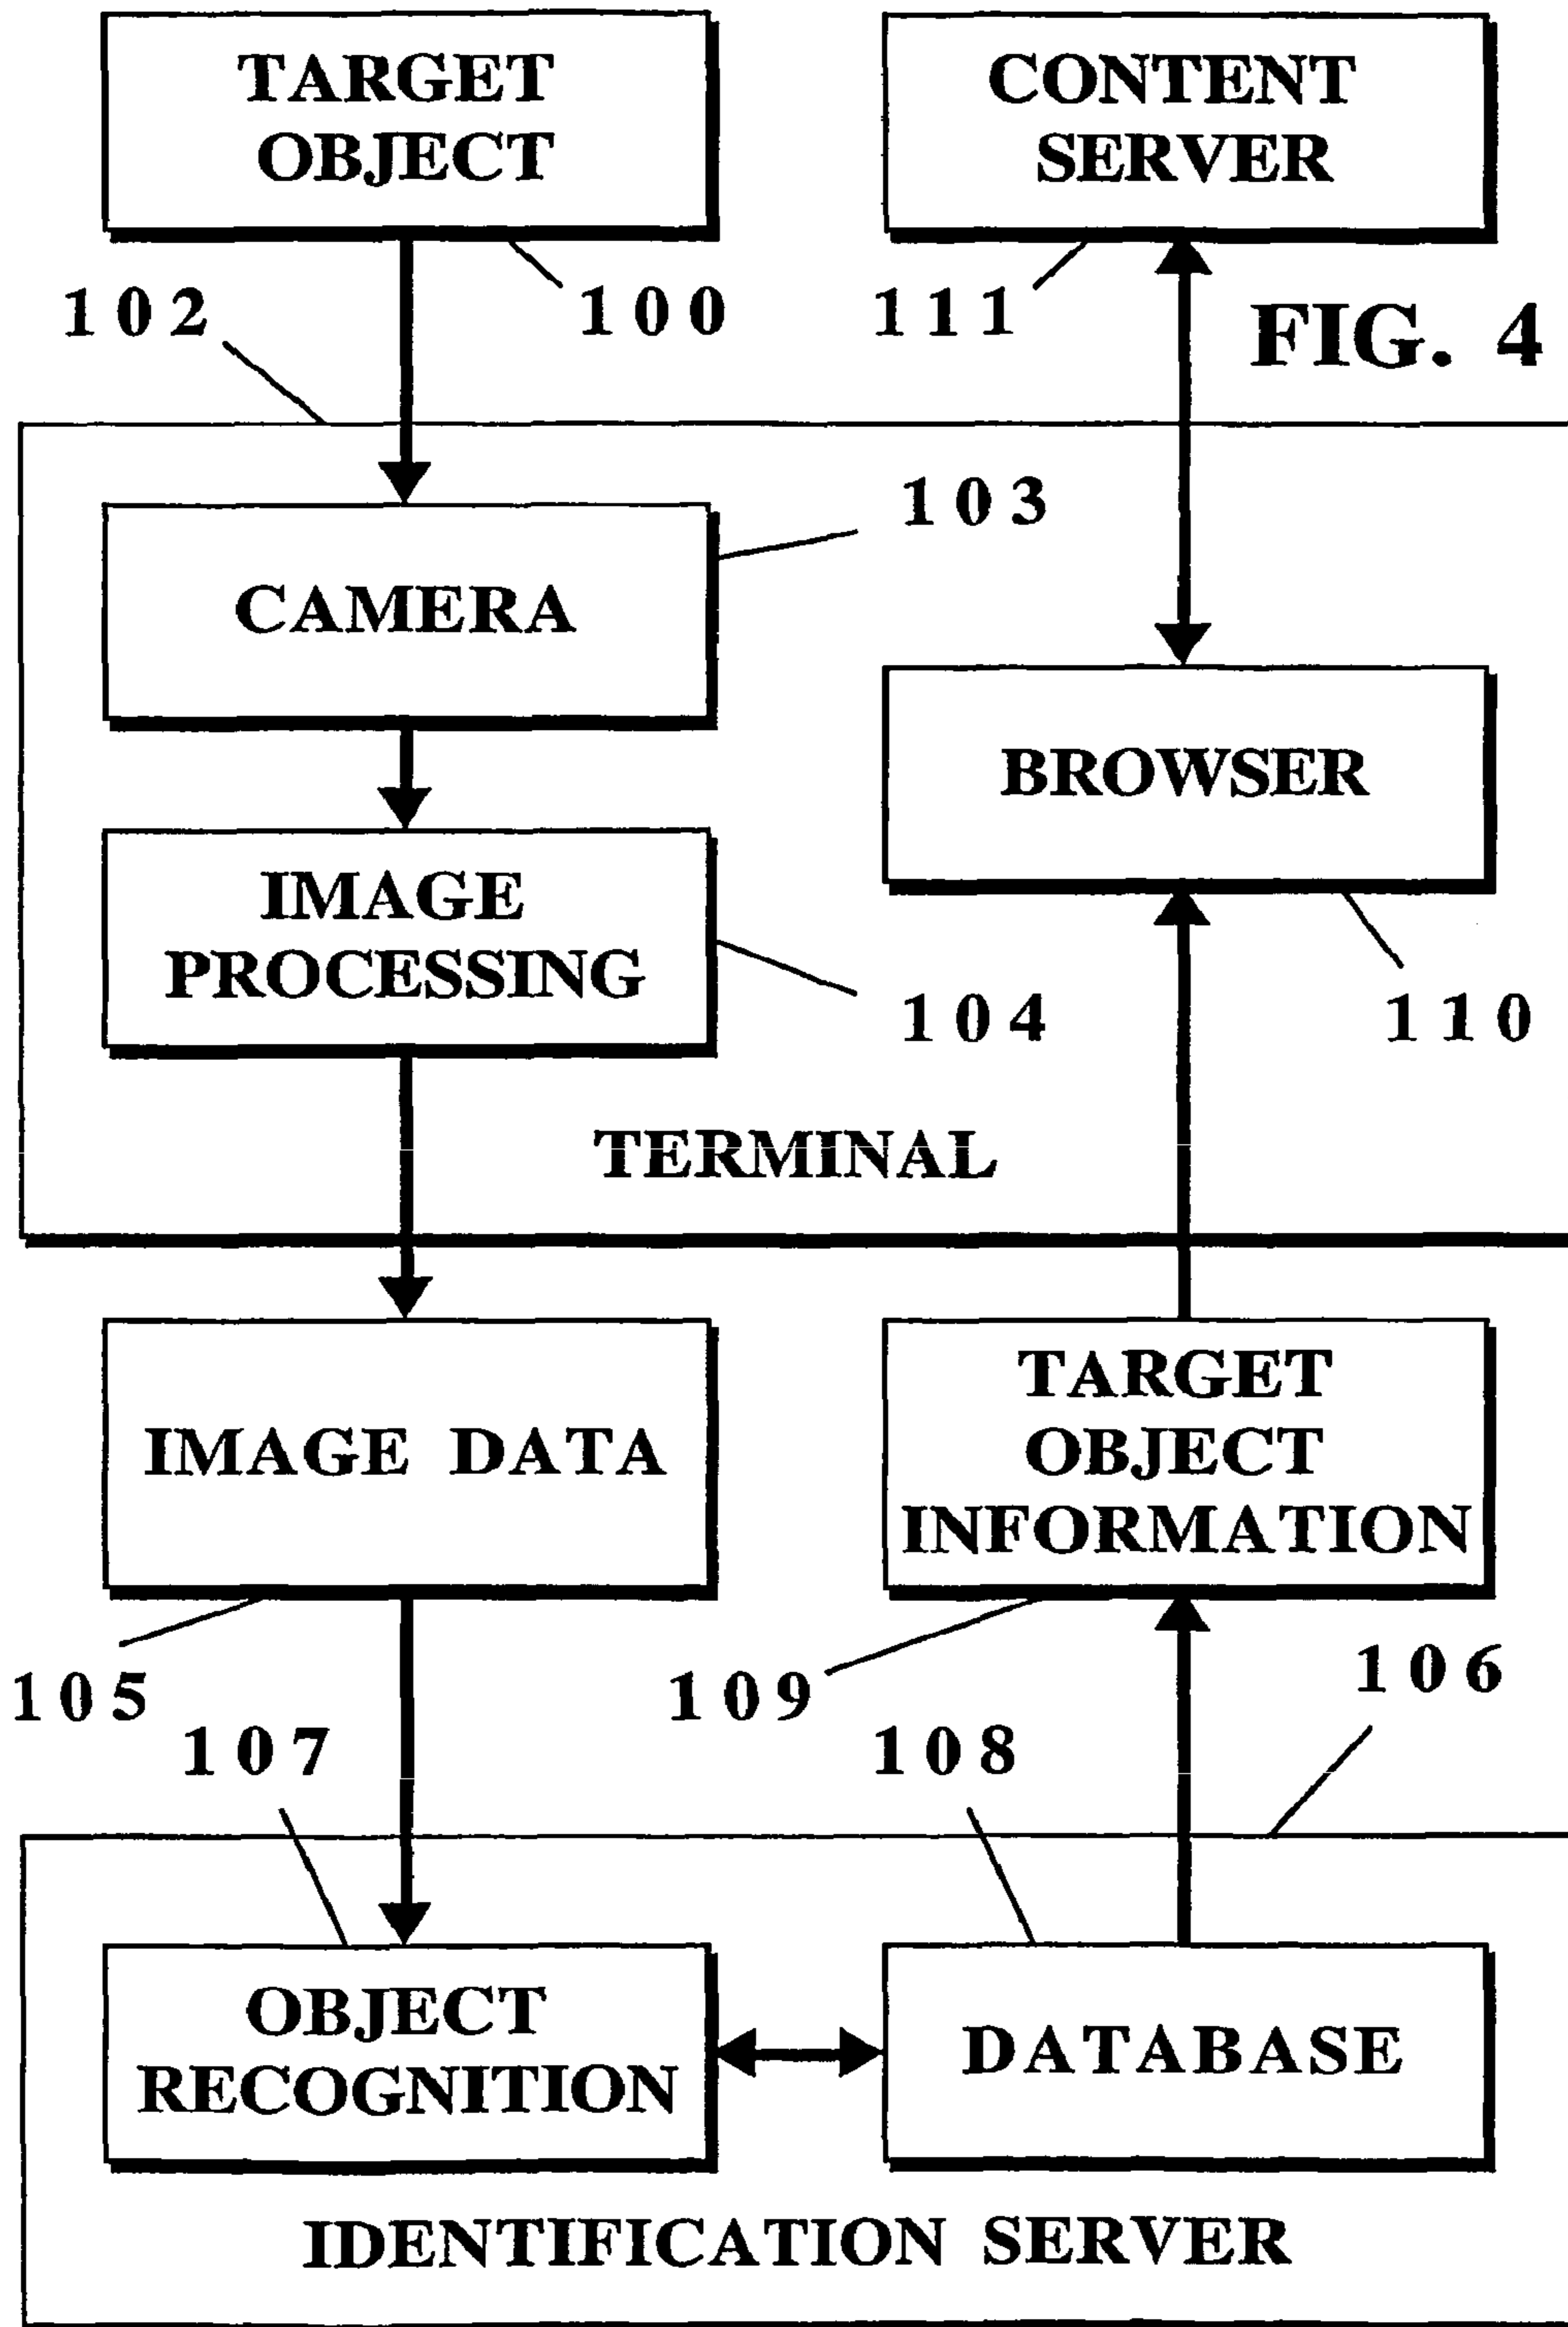 TARGET
OBJECT
CONTENT
SERVER
102
100
111
FIG. 4
103
CAMERA
BROWSER
IMAGE
PROCESSING
104
110
TERMINAL
IMAGE DATA
TARGET
OBJECT
INFORMATION
105
109
106
107
108
OBJECT
RECOGNITION
DATABASE
IDENTIFICATION SERVER